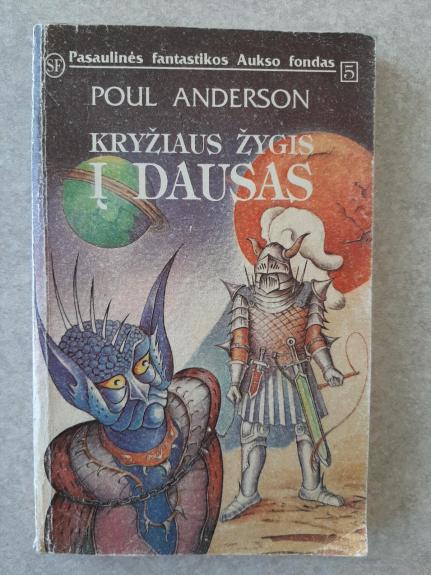 SF Pasaulinės fantastikos Aukso fondas 5
POUL ANDERSON
KRYŽIAUS ŽYGIS
Į DAUSAS